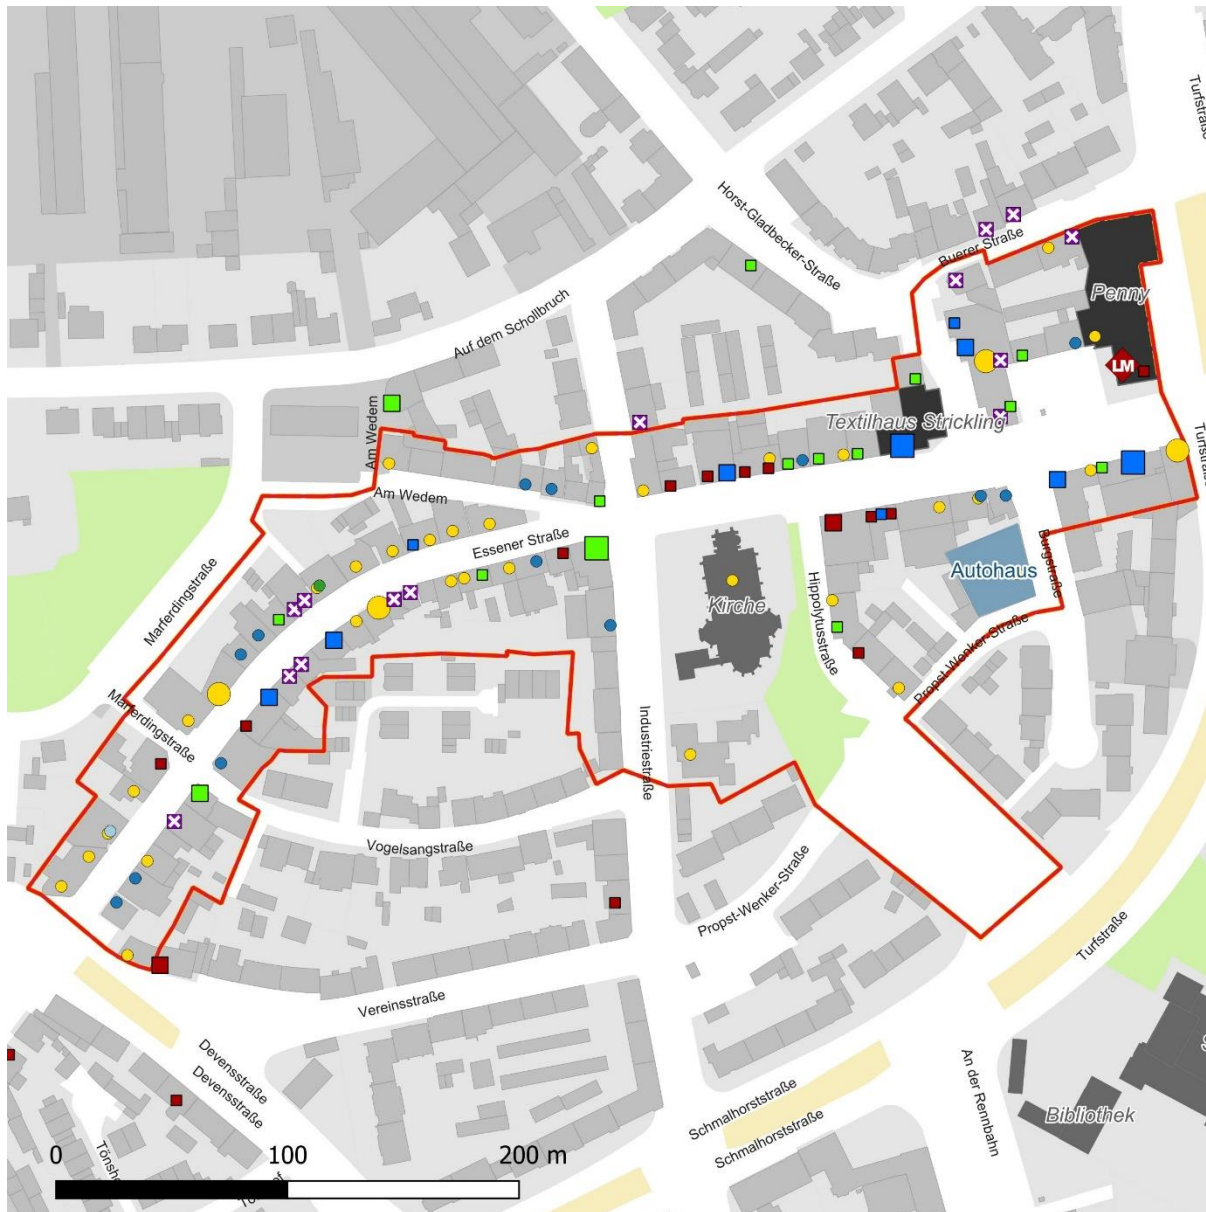 Turfstraße
Horst-Gladbecker-Straße
Buerer Straße
Penny
Auf dem Schollbruch
LM
Textilhaus Strickling
Turfstraße
Am Wedem
Am Wedem
Essener Straße
Marferdingstraße
Kirche
Hippolytusstraße
Autohaus
Burgstraße
Propst-Wenker-Straße
Marferdingstraße
Industriestraße
Vogelsangstraße
Propst-Wenker-Straße
Turfstraße
Vereinsstraße
Devensstraße
Devensstraße
Schmalhorststraße
Schmalhorststraße
An der Rennbahn
Bibliothek
0 100 200 m